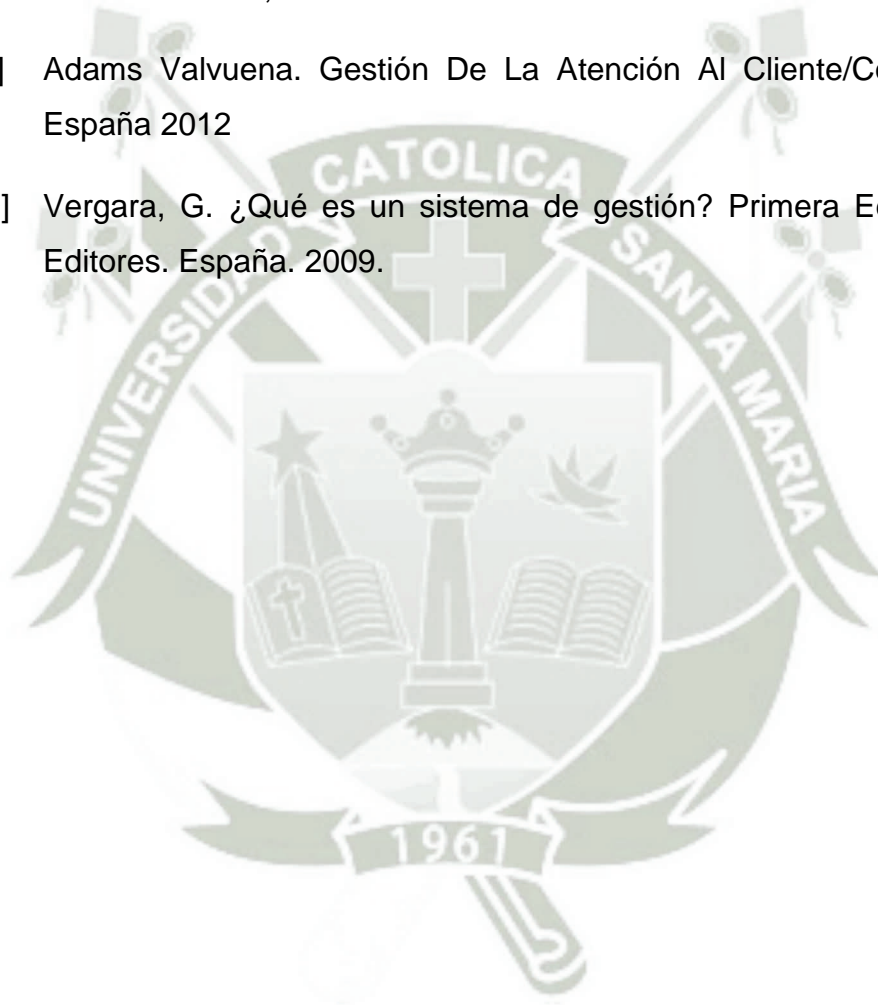 ] Adams Valvuena. Gestión De La Atención Al Cliente/Co
España 2012
] Vergara, G. ¿Qué es un sistema de gestión? Primera E
Editores. España. 2009.
UNIVERSIDAD CATOLICA SANTA MARIA
1961